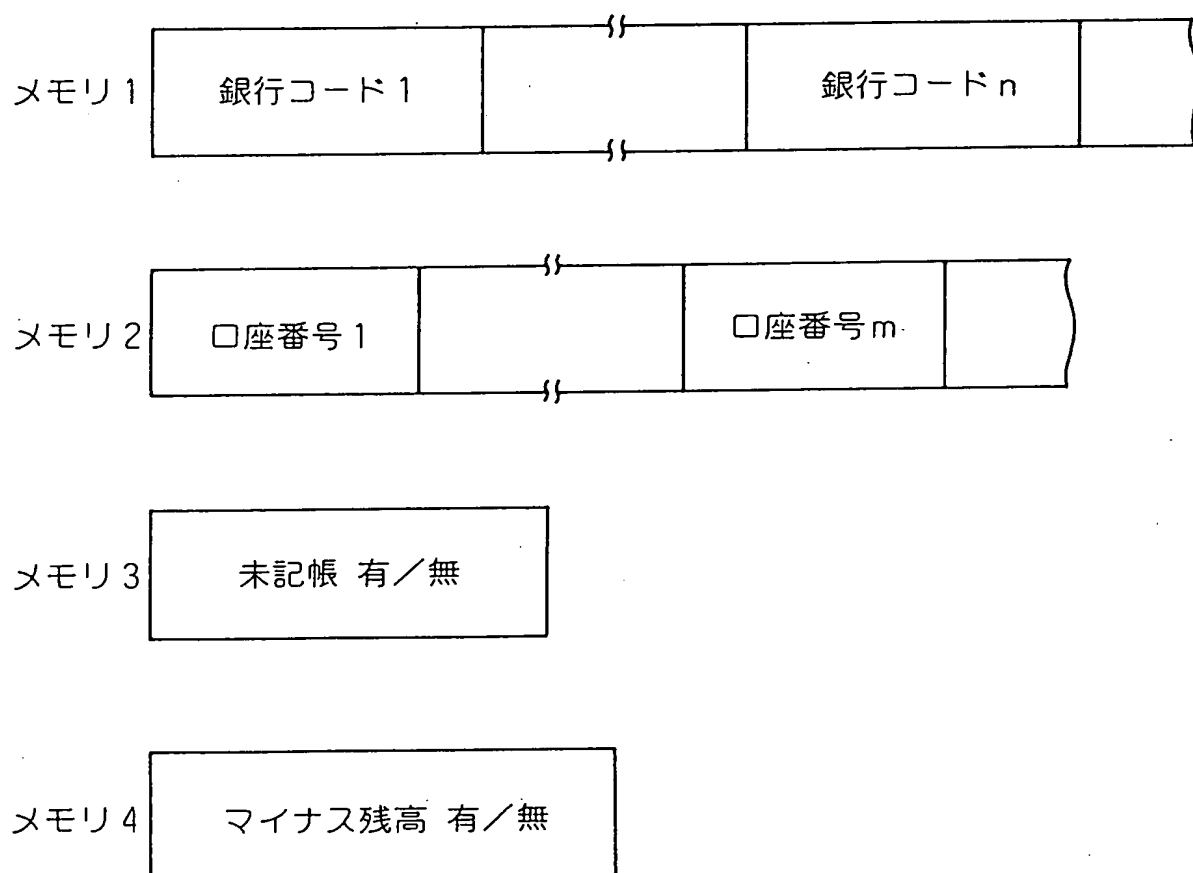 メモリ1 銀行コード1 銀行コードn
メモリ2 口座番号1 口座番号m
メモリ3 未記帳 有／無
メモリ4 マイナス残高 有／無